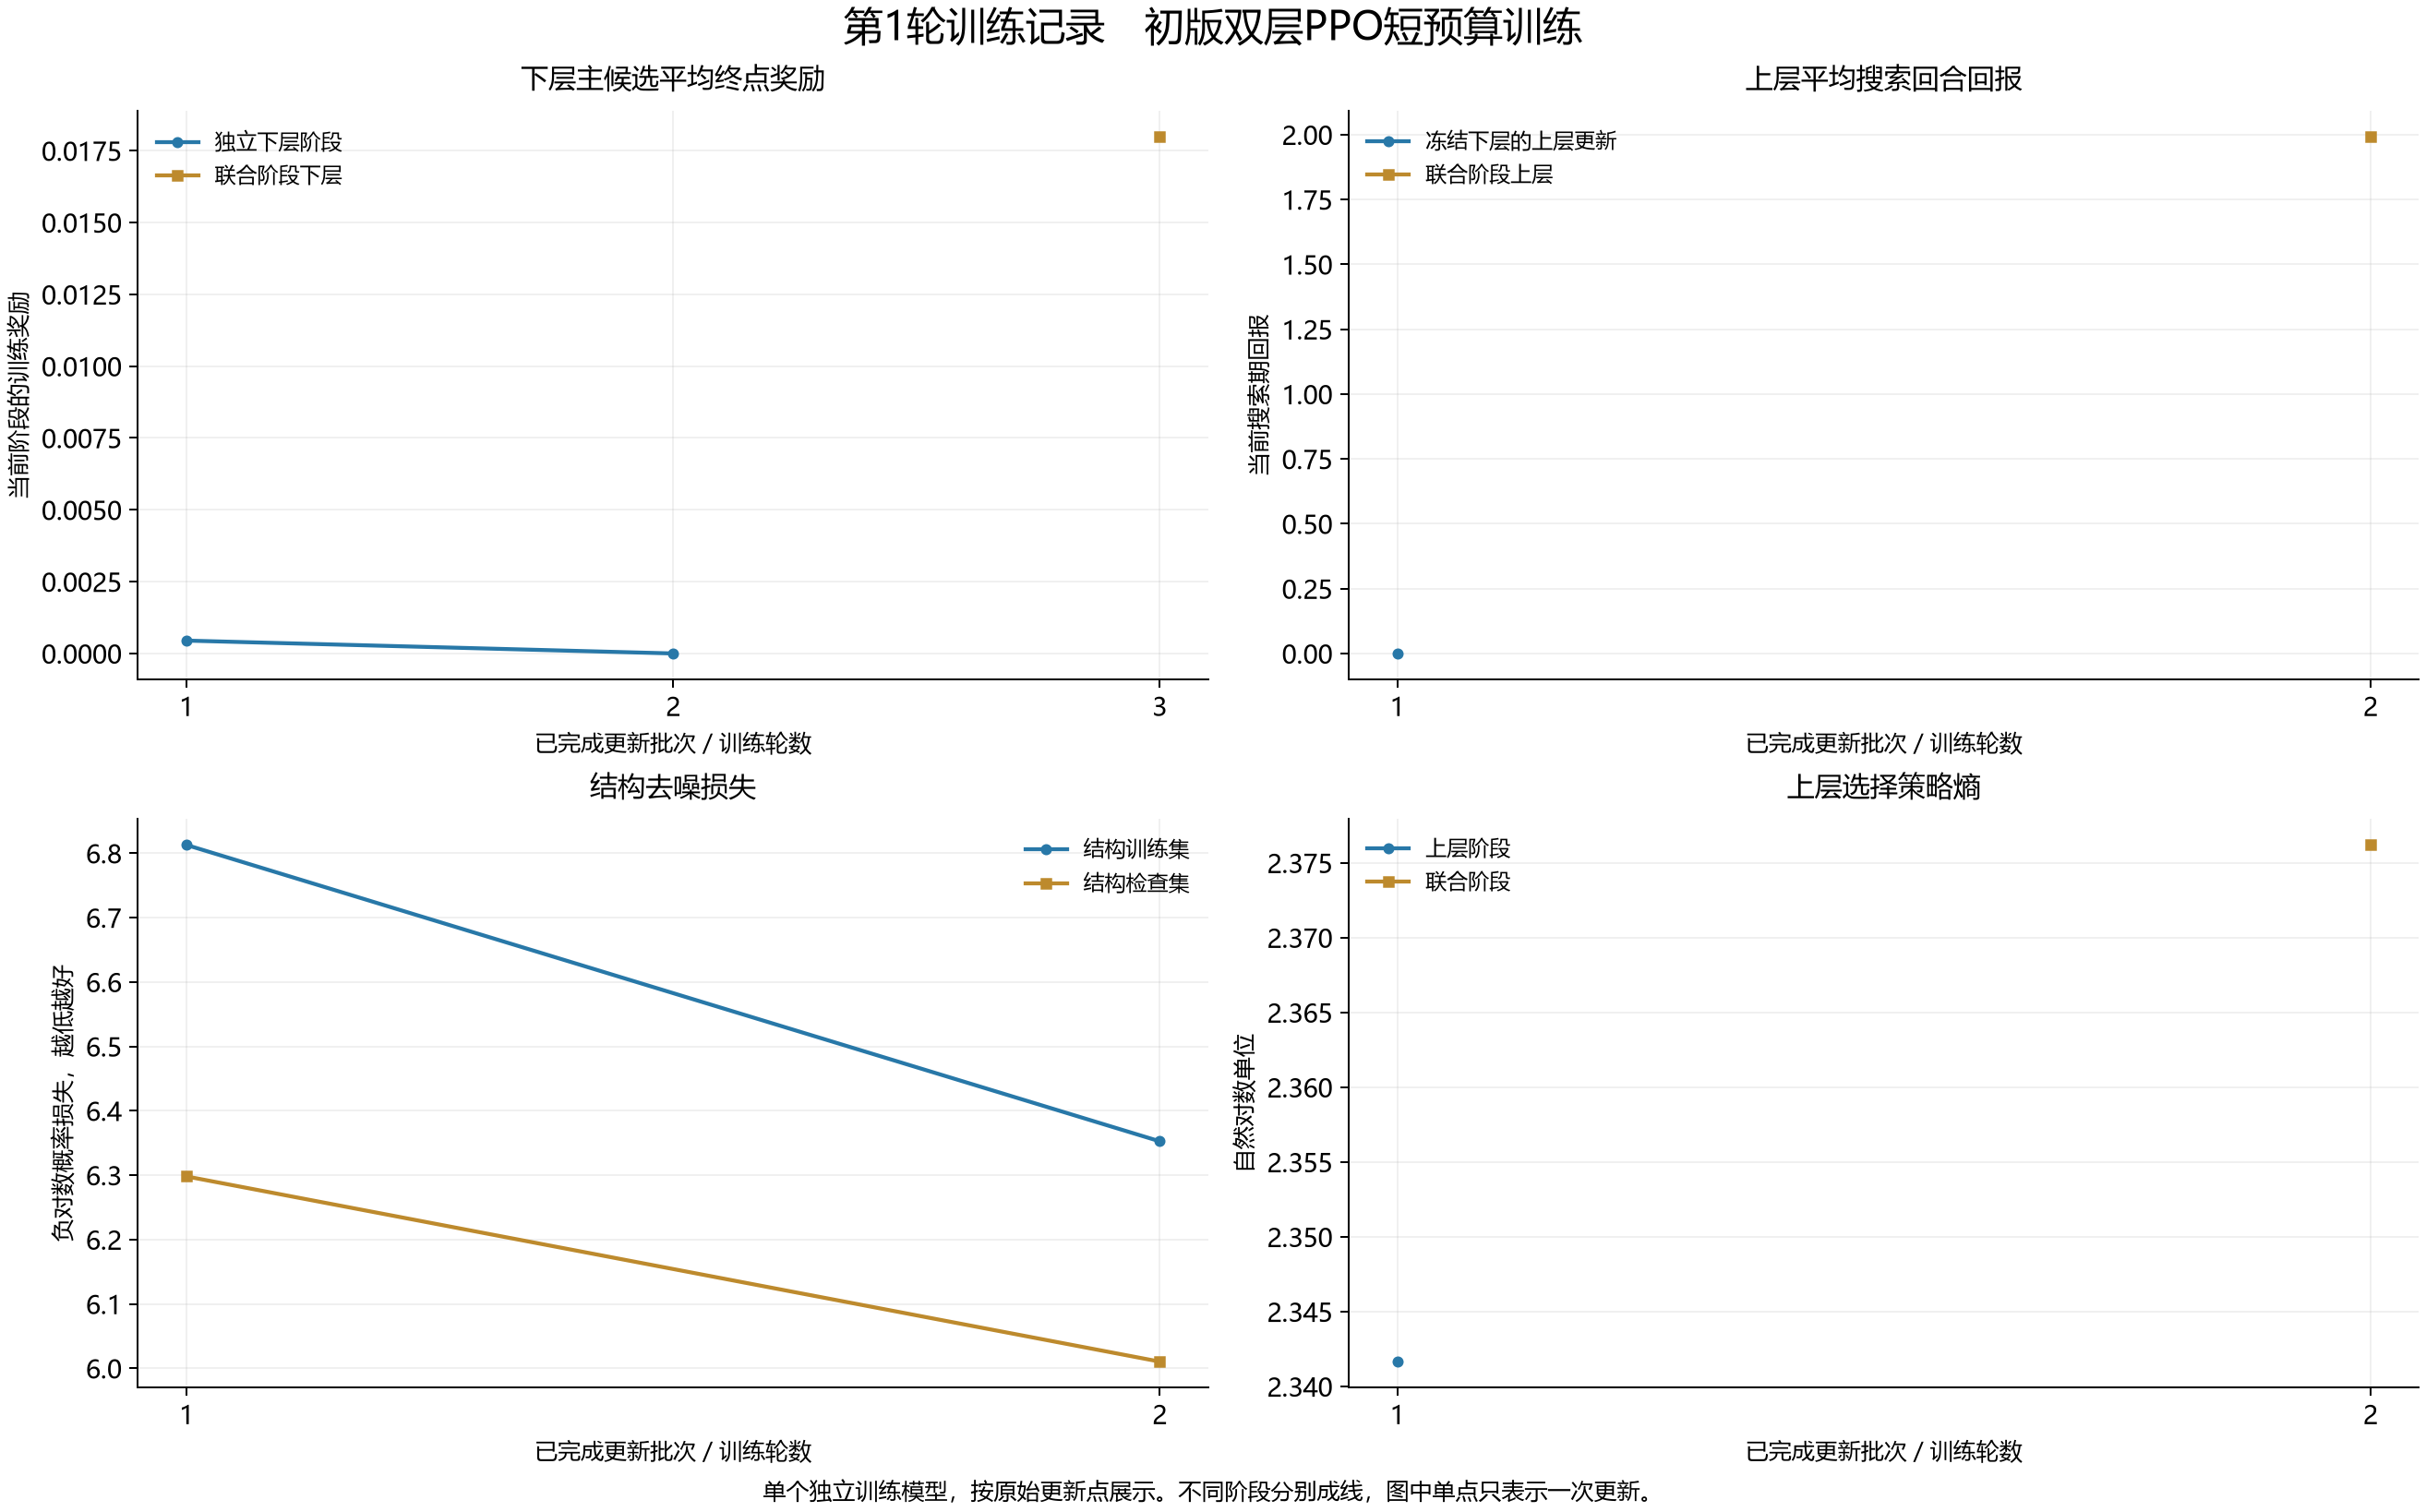 第1轮训练记录　初版双层PPO短预算训练
下层主候选平均终点奖励
独立下层阶段
联合阶段下层
当前阶段的训练奖励
0.0175
0.0150
0.0125
0.0100
0.0075
0.0050
0.0025
0.0000
1 2 3
已完成更新批次 / 训练轮数
上层平均搜索回合回报
冻结下层的上层更新
联合阶段上层
当前搜索期回报
2.00
1.75
1.50
1.25
1.00
0.75
0.50
0.25
0.00
1 2
已完成更新批次 / 训练轮数
结构去噪损失
结构训练集
结构检查集
负对数概率损失，越低越好
6.8
6.7
6.6
6.5
6.4
6.3
6.2
6.1
6.0
1 2
已完成更新批次 / 训练轮数
上层选择策略熵
上层阶段
联合阶段
自然对数单位
2.375
2.370
2.365
2.360
2.355
2.350
2.345
2.340
1 2
已完成更新批次 / 训练轮数
单个独立训练模型，按原始更新点展示。不同阶段分别成线，图中单点只表示一次更新。